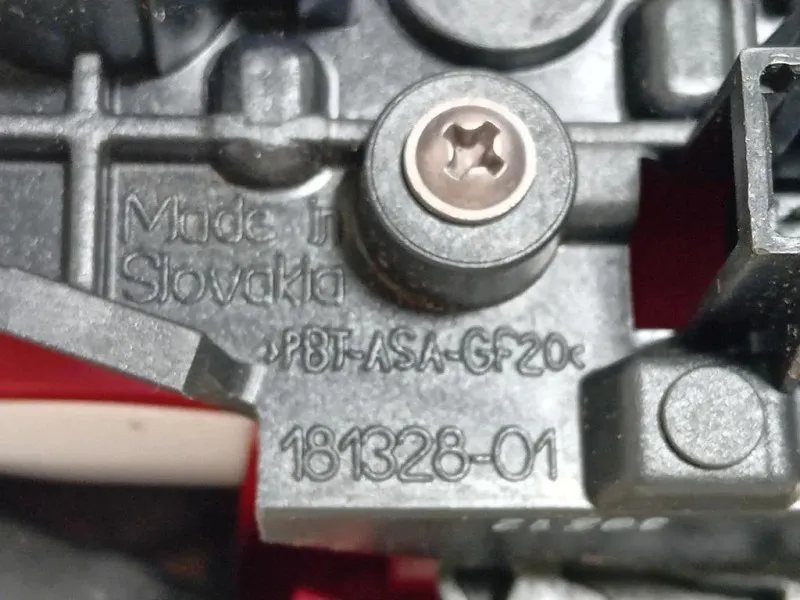 Made in
Slovakia
>PBT-ASA-GF20<
181328-01